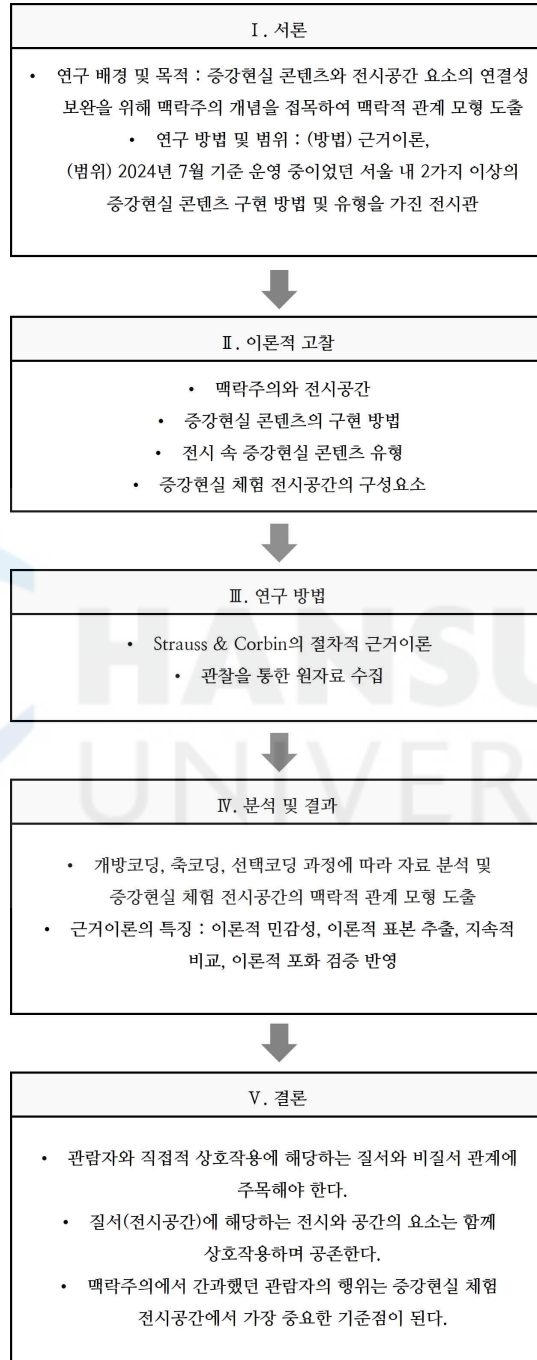 Ⅰ. 서론
• 연구 배경 및 목적 : 증강현실 콘텐츠와 전시공간 요소의 연결성
보완을 위해 맥락주의 개념을 접목하여 맥락적 관계 모형 도출
• 연구 방법 및 범위 : (방법) 근거이론,
(범위) 2024년 7월 기준 운영 중이었던 서울 내 2가지 이상의
증강현실 콘텐츠 구현 방법 및 유형을 가진 전시관
Ⅱ. 이론적 고찰
• 맥락주의와 전시공간
• 증강현실 콘텐츠의 구현 방법
• 전시 속 증강현실 콘텐츠 유형
• 증강현실 체험 전시공간의 구성요소
Ⅲ. 연구 방법
• Strauss & Corbin의 절차적 근거이론
• 관찰을 통한 원자료 수집
Ⅳ. 분석 및 결과
• 개방코딩, 축코딩, 선택코딩 과정에 따라 자료 분석 및
증강현실 체험 전시공간의 맥락적 관계 모형 도출
• 근거이론의 특징 : 이론적 민감성, 이론적 표본 추출, 지속적
비교, 이론적 포화 검증 반영
Ⅴ. 결론
• 관람자와 직접적 상호작용에 해당하는 질서와 비질서 관계에
주목해야 한다.
• 질서(전시공간)에 해당하는 전시와 공간의 요소는 함께
상호작용하며 공존한다.
• 맥락주의에서 간과했던 관람자의 행위는 증강현실 체험
전시공간에서 가장 중요한 기준점이 된다.
HANSU
UNIVER